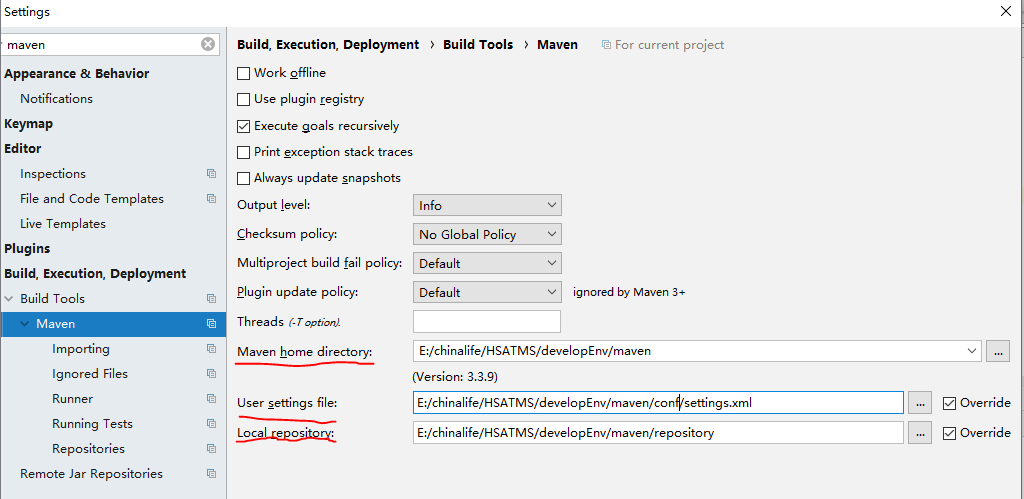 Settings
maven
Appearance & Behavior
Notifications
Keymap
Editor
Inspections
File and Code Templates
Live Templates
Plugins
Build, Execution, Deployment
Build Tools
Maven
Importing
Ignored Files
Runner
Running Tests
Repositories
Remote Jar Repositories
Build, Execution, Deployment › Build Tools › Maven For current project
Work offline
Use plugin registry
Execute goals recursively
Print exception stack traces
Always update snapshots
Output level: Info
Checksum policy: No Global Policy
Multiproject build fail policy: Default
Plugin update policy: Default ignored by Maven 3+
Threads (-T option):
Maven home directory: E:/chinalife/HSATMS/developEnv/maven ...
(Version: 3.3.9)
User settings file: E:/chinalife/HSATMS/developEnv/maven/conf/settings.xml ... Override
Local repository: E:/chinalife/HSATMS/developEnv/maven/repository ... Override